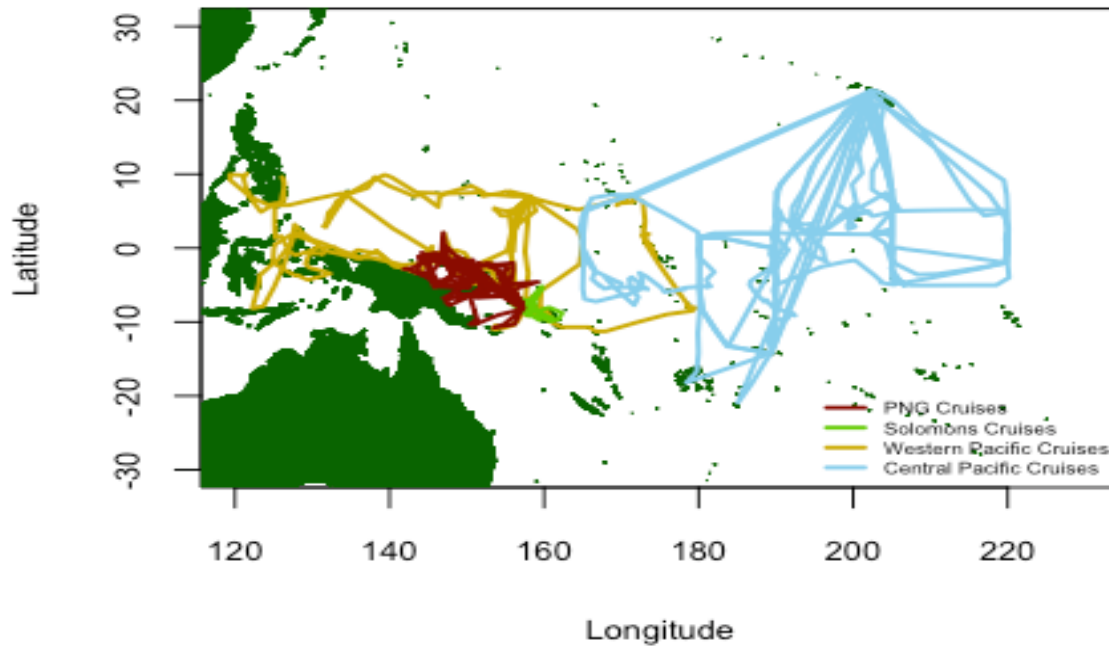 30
20
10
0
-10
-20
-30
Latitude
PNG Cruises
Solomons Cruises
Western Pacific Cruises
Central Pacific Cruises
120 140 160 180 200 220
Longitude